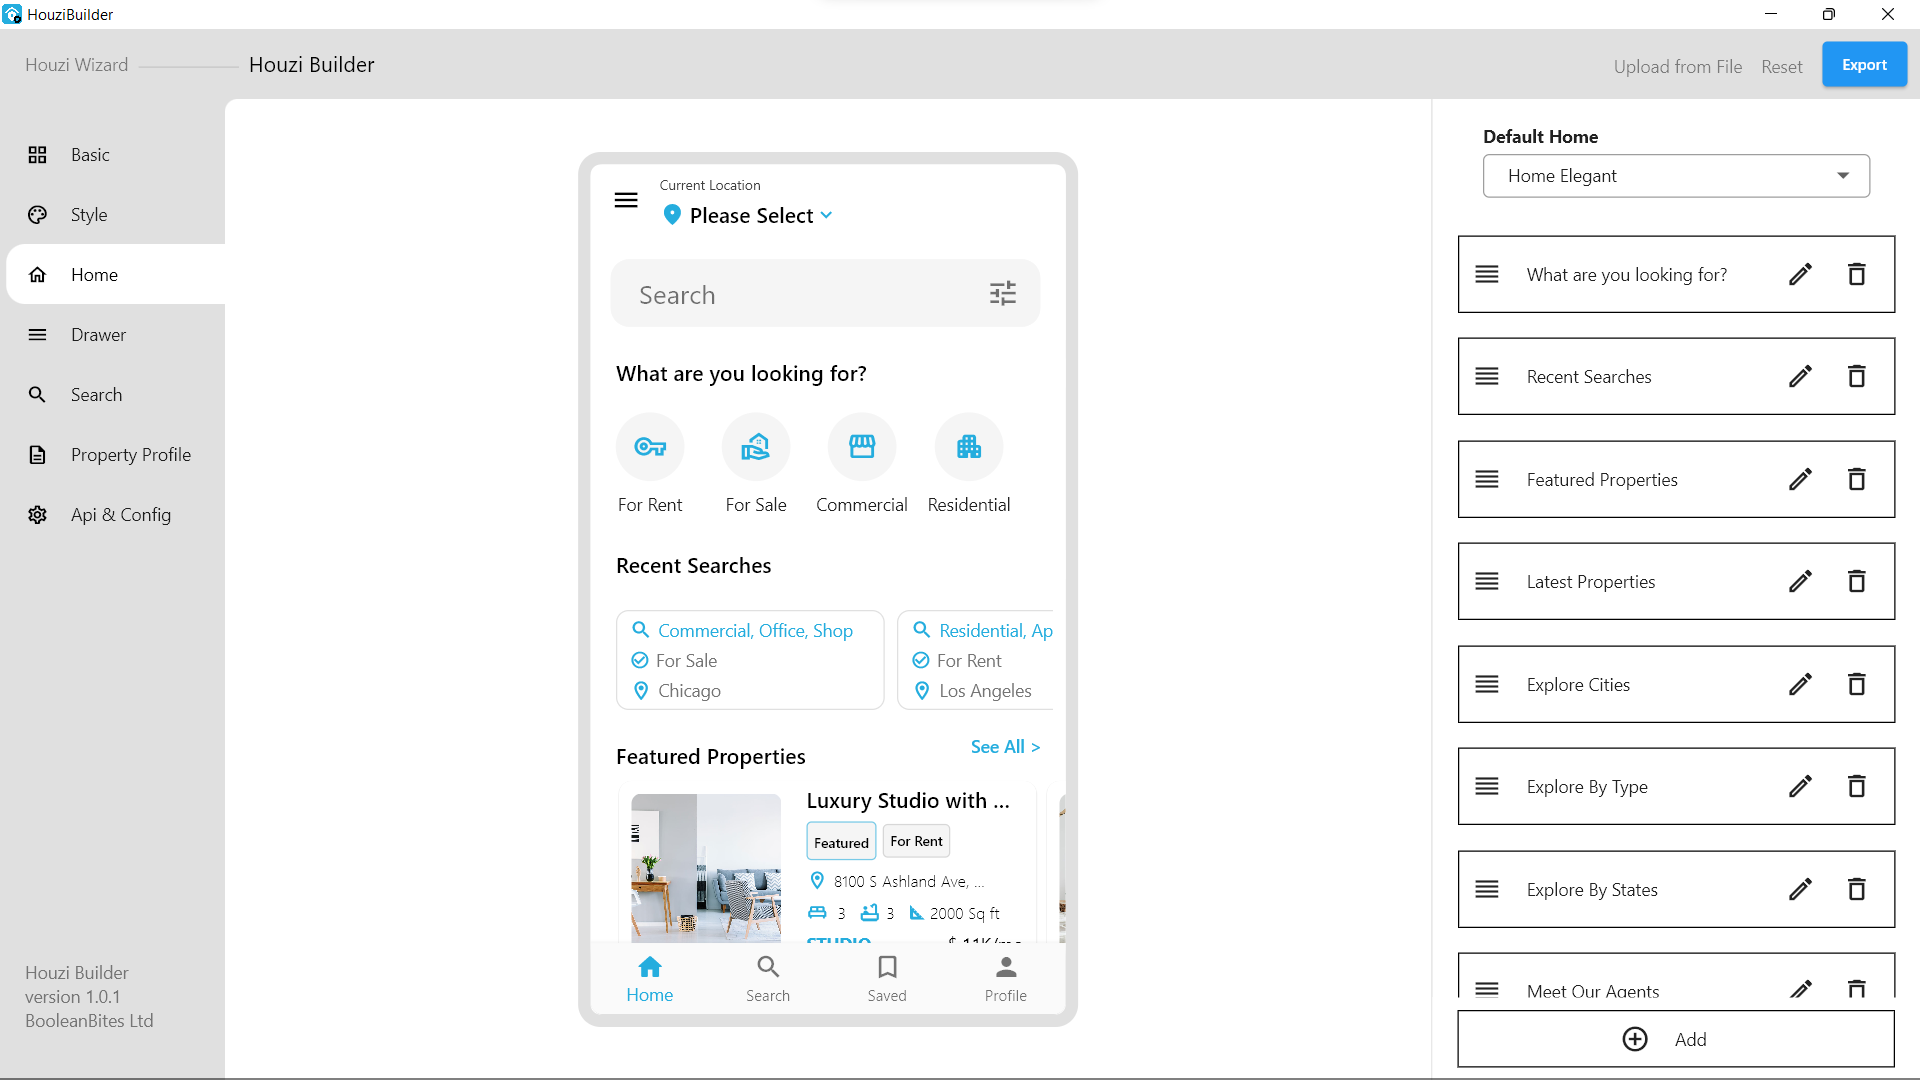 HouziBuilder
Houzi Wizard
Houzi Builder
Upload from File
Reset
Export
Basic
Style
Home
Drawer
Search
Property Profile
Api & Config
Houzi Builder
version 1.0.1
BooleanBites Ltd
Current Location
Please Select
Search
What are you looking for?
For Rent
For Sale
Commercial
Residential
Recent Searches
Commercial, Office, Shop
For Sale
Chicago
Residential, Ap
For Rent
Los Angeles
Featured Properties
See All >
Luxury Studio with ...
Featured
For Rent
8100 S Ashland Ave, ...
3
3
2000 Sq ft
STUDIO
$ 11K/mo
Home
Search
Saved
Profile
Default Home
Home Elegant
What are you looking for?
Recent Searches
Featured Properties
Latest Properties
Explore Cities
Explore By Type
Explore By States
Meet Our Agents
Add